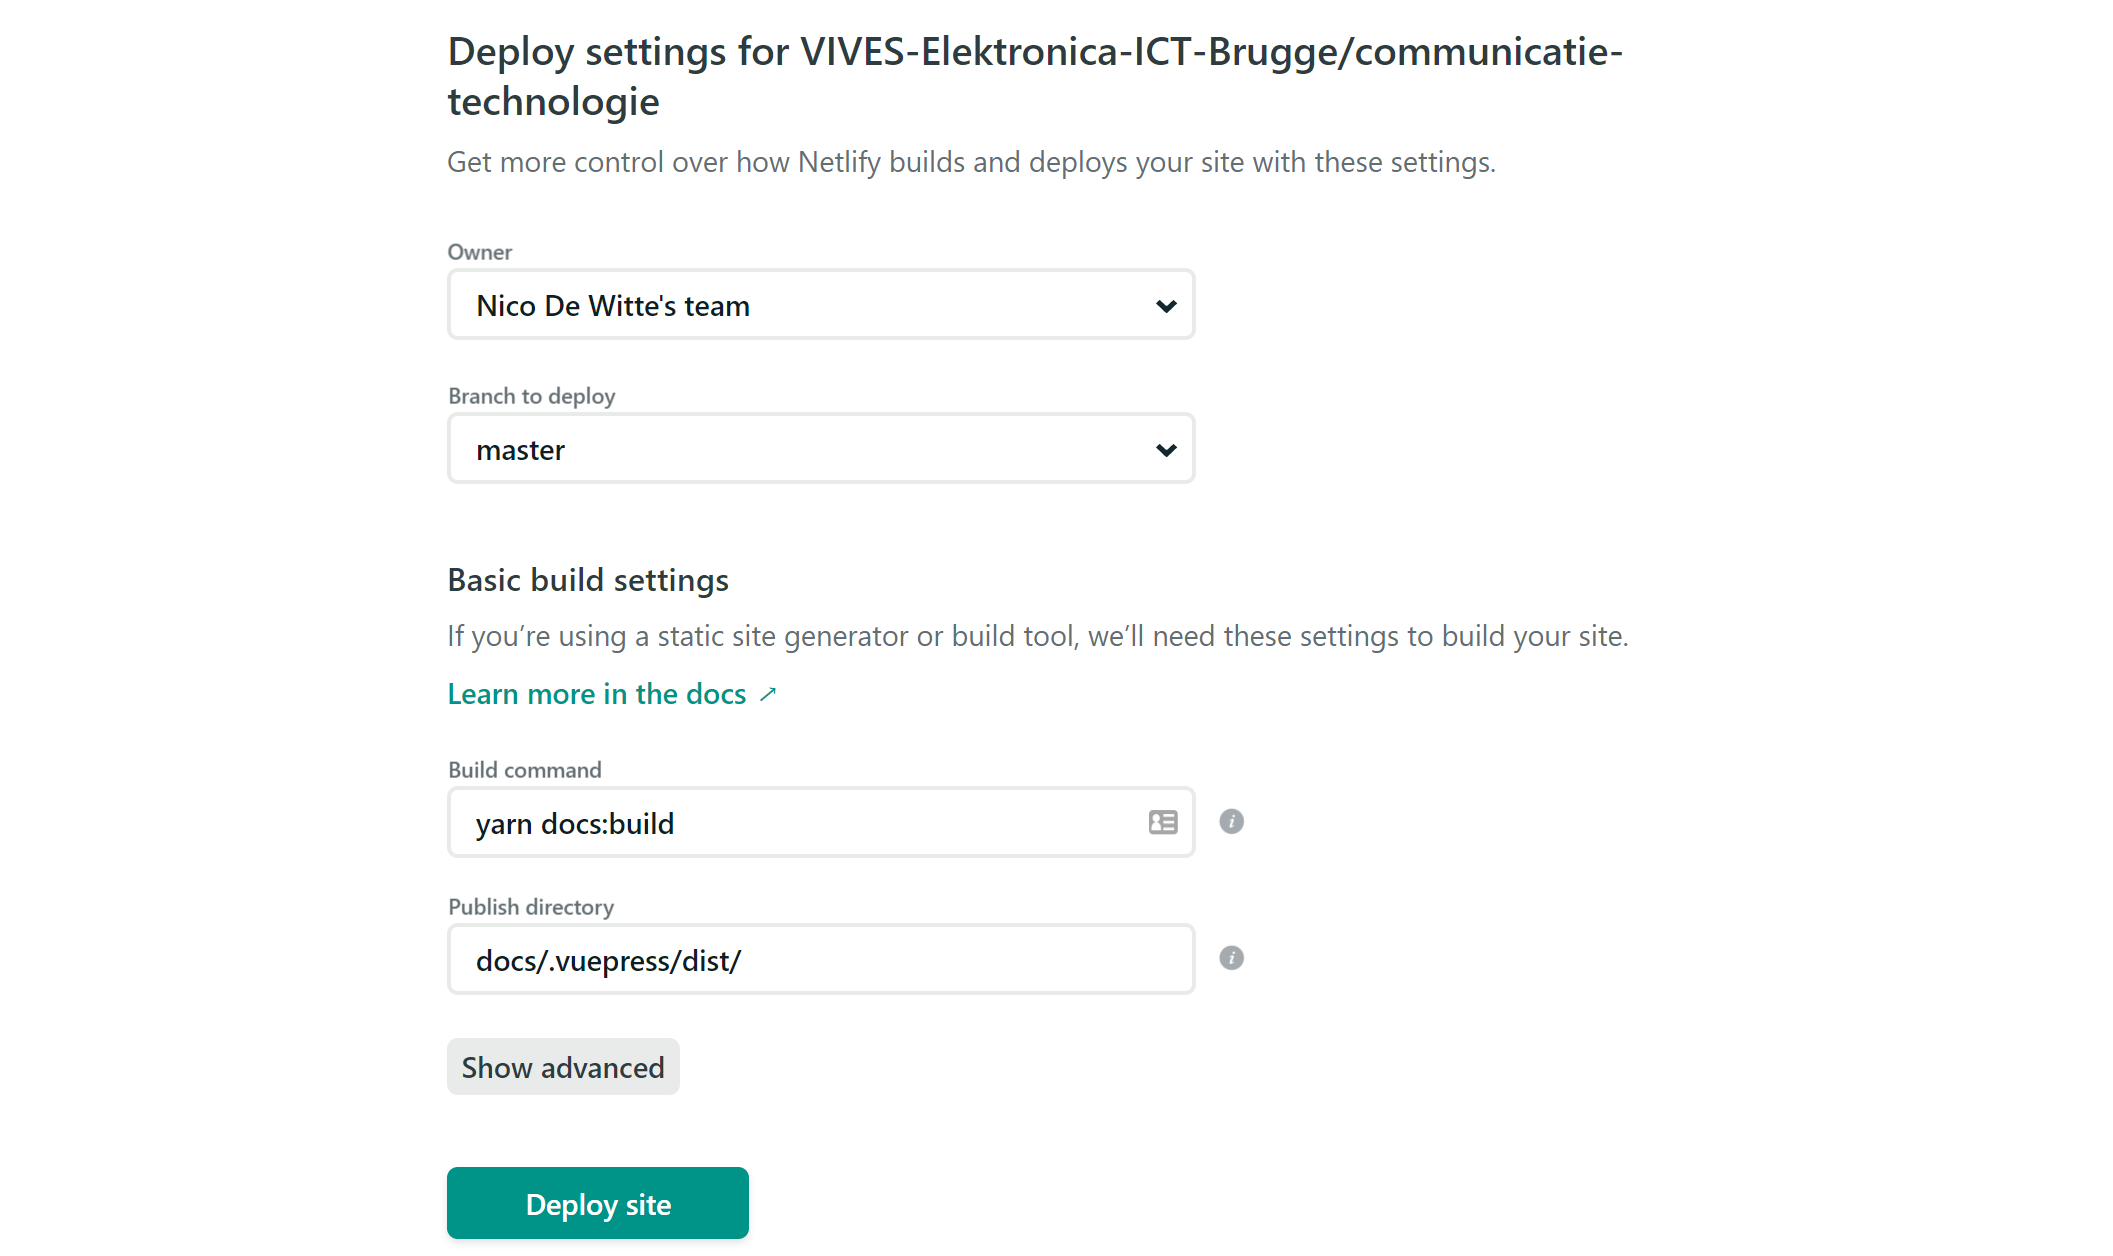 Deploy settings for VIVES-Elektronica-ICT-Brugge/communicatie-
technologie
Get more control over how Netlify builds and deploys your site with these settings.
Owner
Nico De Witte's team
Branch to deploy
master
Basic build settings
If you’re using a static site generator or build tool, we’ll need these settings to build your site.
Learn more in the docs ↗
Build command
yarn docs:build
Publish directory
docs/.vuepress/dist/
Show advanced
Deploy site